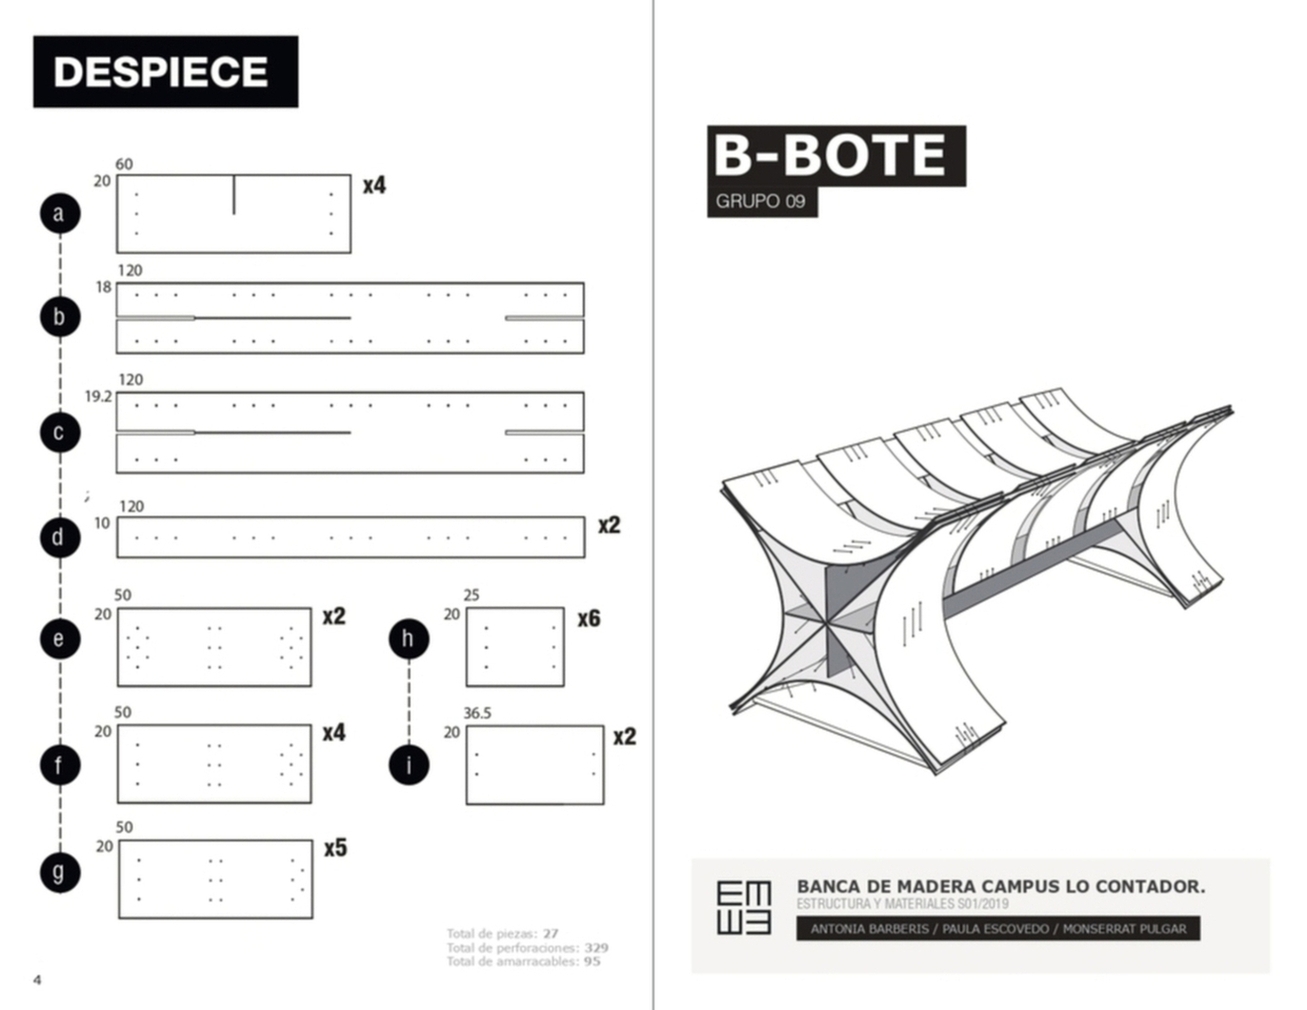 DESPIECE
60
20
x4
a
120
18
b
120
19.2
c
120
10
x2
d
50
20
x2
e
25
20
x6
h
50
20
x4
f
36.5
20
x2
i
50
20
x5
g
Total de piezas: 27
Total de perforaciones: 329
Total de amarracables: 95
4
B-BOTE
GRUPO 09
BANCA DE MADERA CAMPUS LO CONTADOR.
ESTRUCTURA Y MATERIALES S01/2019
ANTONIA BARBERIS / PAULA ESCOVEDO / MONSERRAT PULGAR